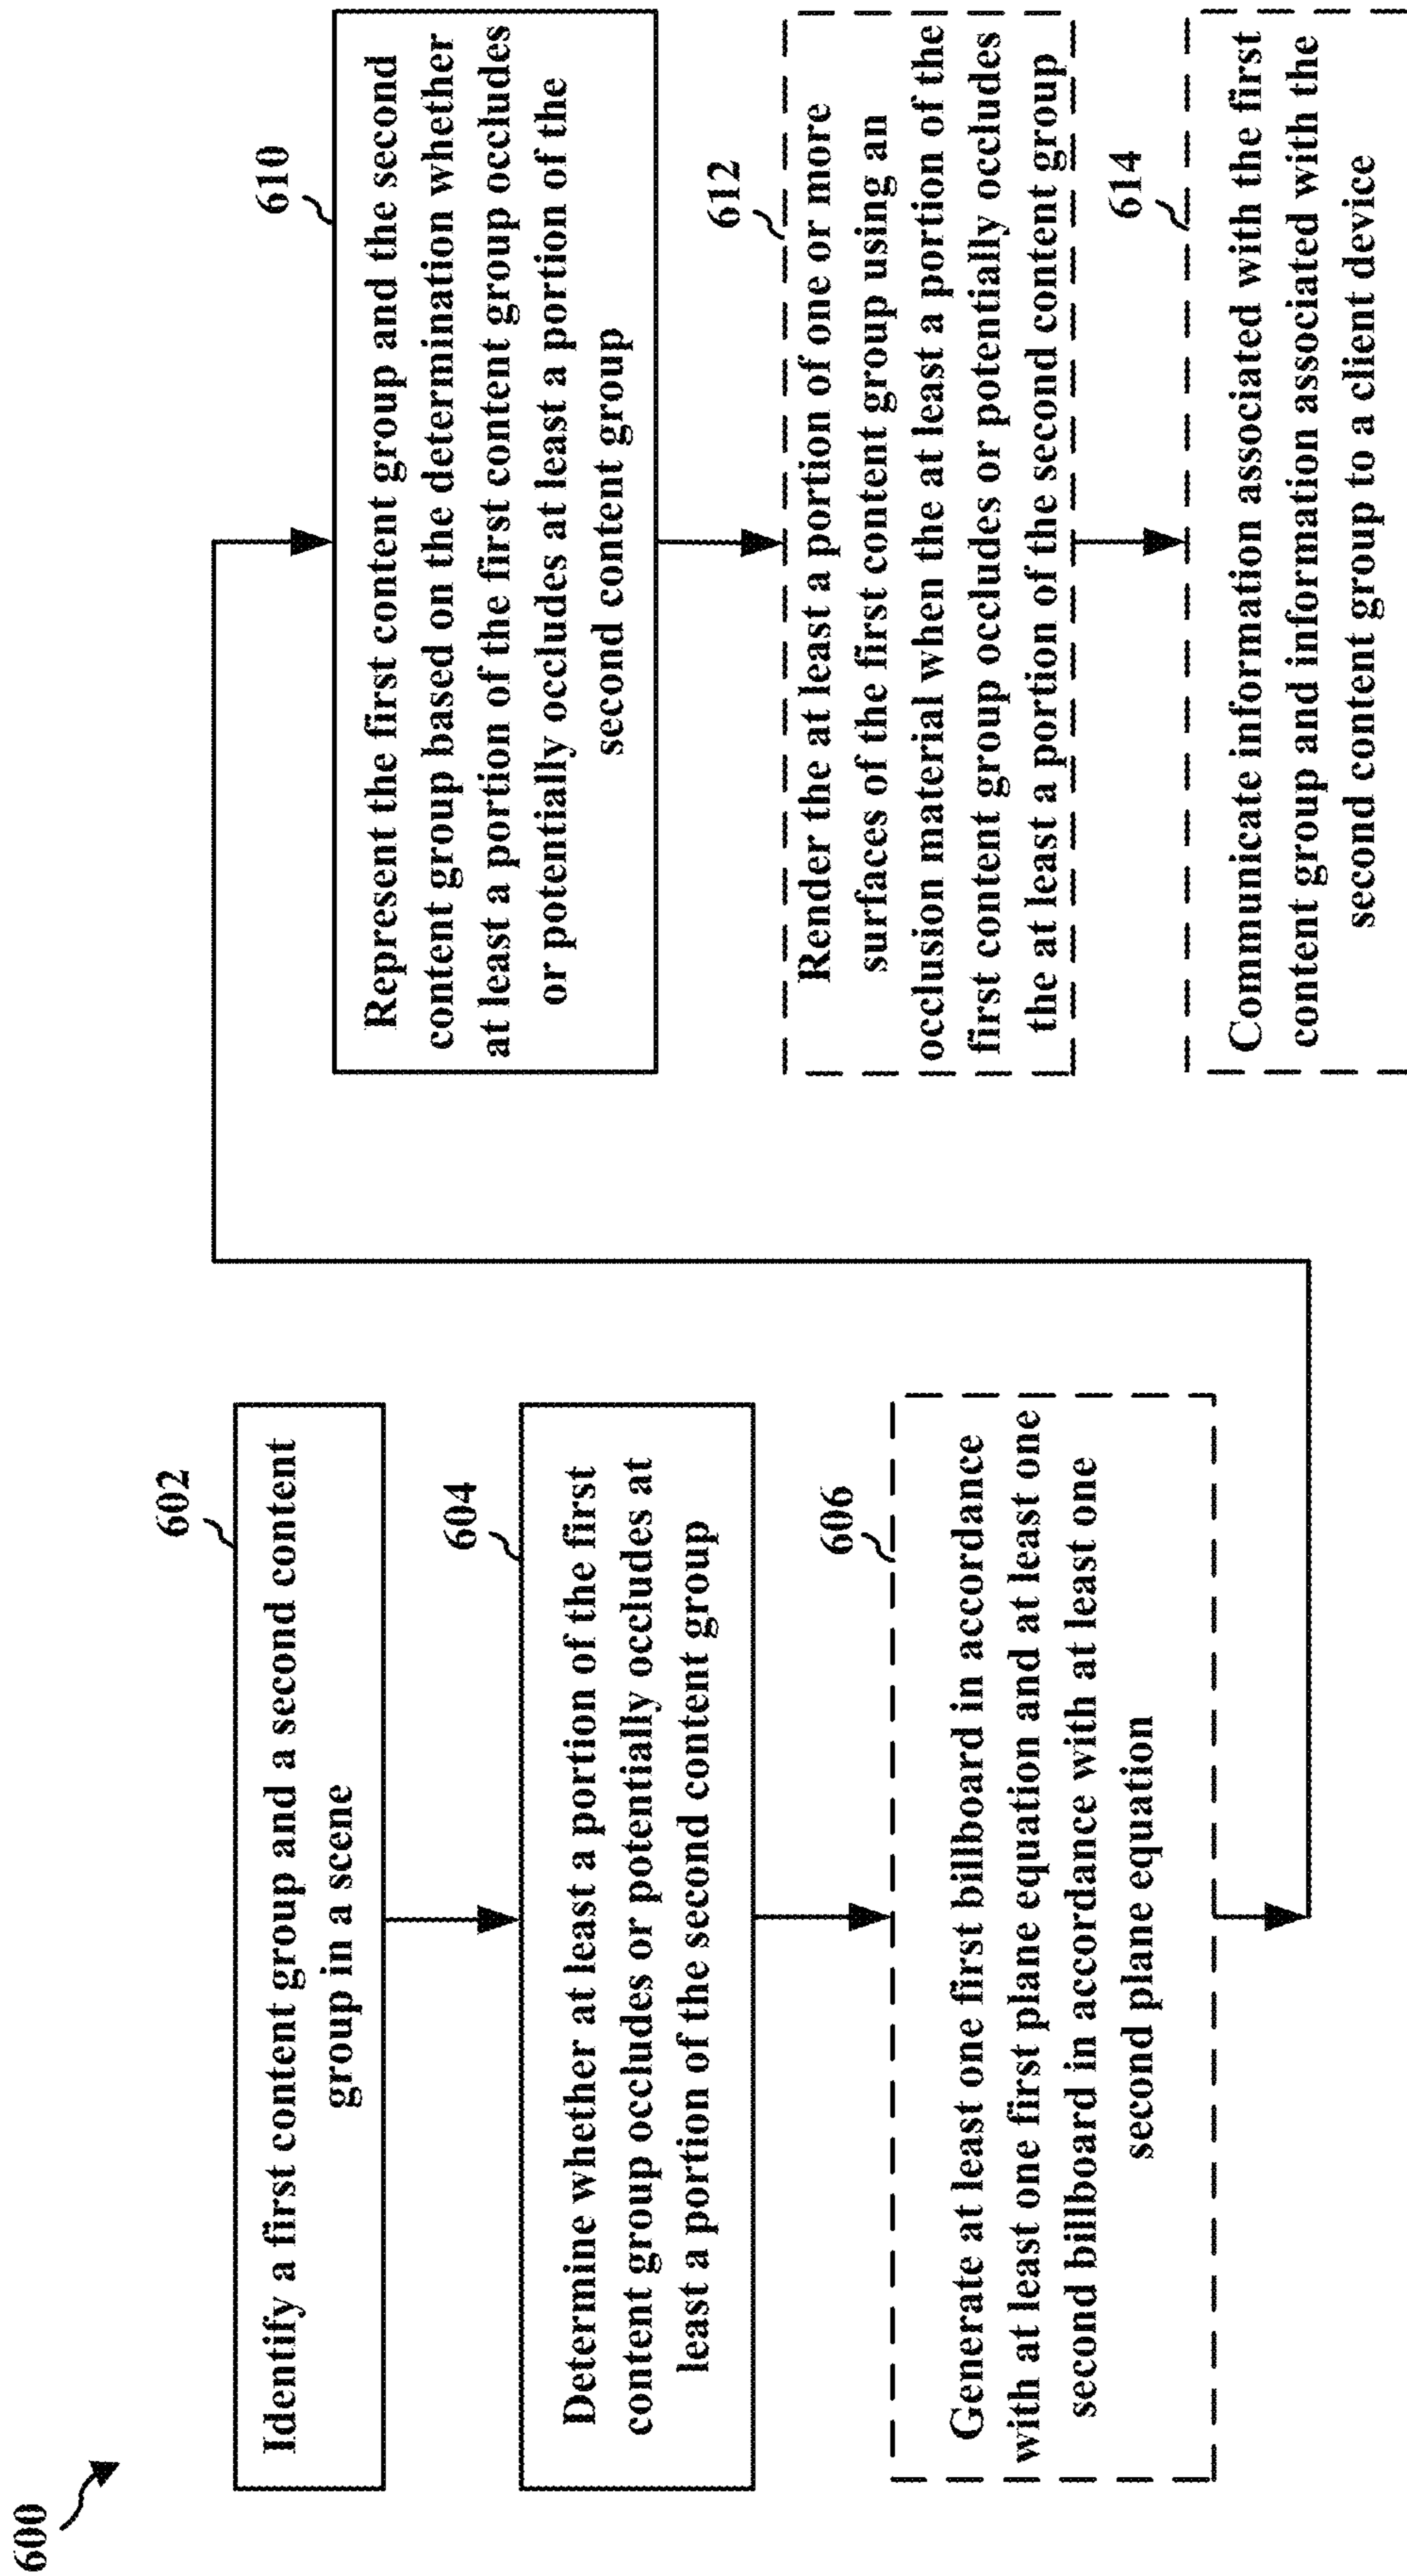 600
602
Identify a first content group and a second content
group in a scene
604
Determine whether at least a portion of the first
content group occludes or potentially occludes at
least a portion of the second content group
606
Generate at least one first billboard in accordance
with at least one first plane equation and at least one
second billboard in accordance with at least one
second plane equation
610
Represent the first content group and the second
content group based on the determination whether
at least a portion of the first content group occludes
or potentially occludes at least a portion of the
second content group
612
Render the at least a portion of one or more
surfaces of the first content group using an
occlusion material when the at least a portion of the
first content group occludes or potentially occludes
the at least a portion of the second content group
614
Communicate information associated with the first
content group and information associated with the
second content group to a client device